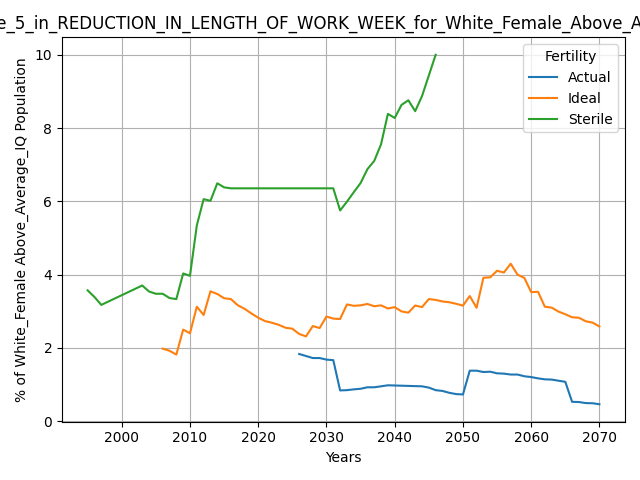 e_5_in_REDUCTION_IN_LENGTH_OF_WORK_WEEK_for_White_Female_Above_A
% of White_Female Above_Average_IQ Population
10
8
6
4
2
0
Fertility
Actual
Ideal
Sterile
2000
2010
2020
2030
2040
2050
2060
2070
Years